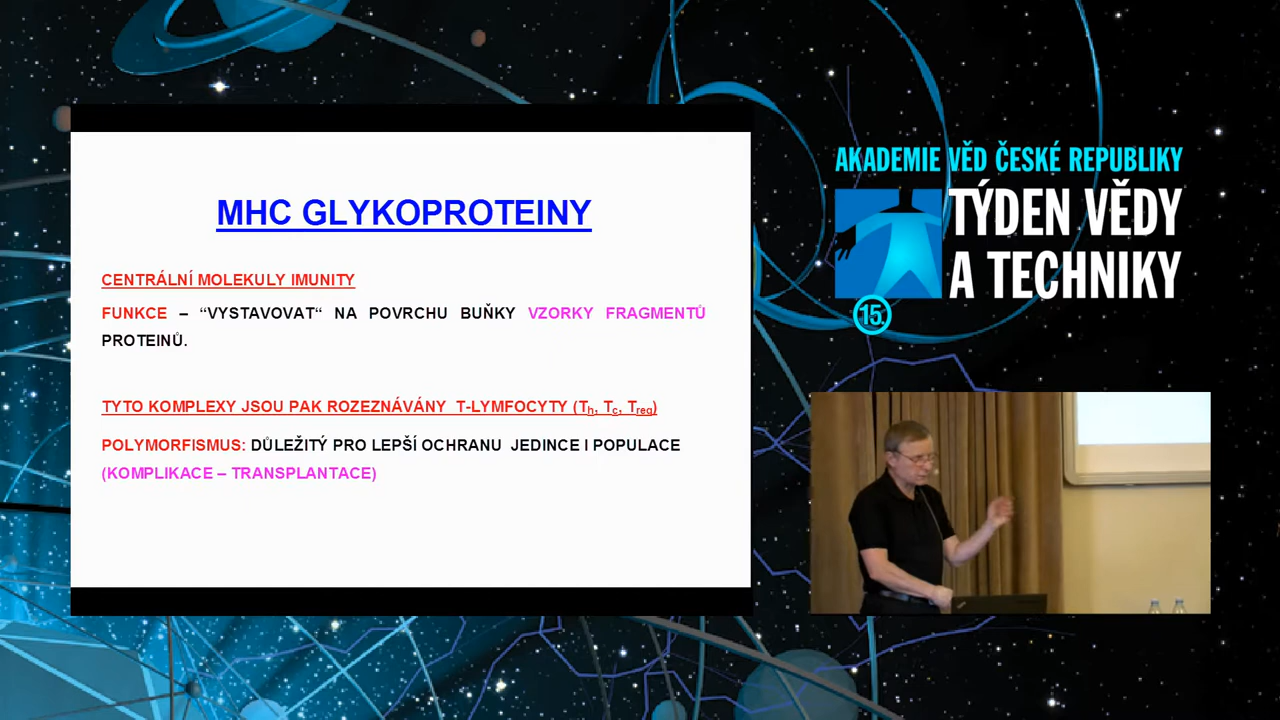 MHC GLYKOPROTEINY
CENTRÁLNÍ MOLEKULY IMUNITY
FUNKCE – “VYSTAVOVAT“ NA POVRCHU BUŇKY VZORKY FRAGMENTŮ
PROTEINŮ.
TYTO KOMPLEXY JSOU PAK ROZEZNÁVÁNY T-LYMFOCYTY (Th, Tc, Treg)
POLYMORFISMUS: DŮLEŽITÝ PRO LEPŠÍ OCHRANU JEDINCE I POPULACE
(KOMPLIKACE – TRANSPLANTACE)
AKADEMIE VĚD ČESKÉ REPUBLIKY
TÝDEN VĚDY
A TECHNIKY
15.